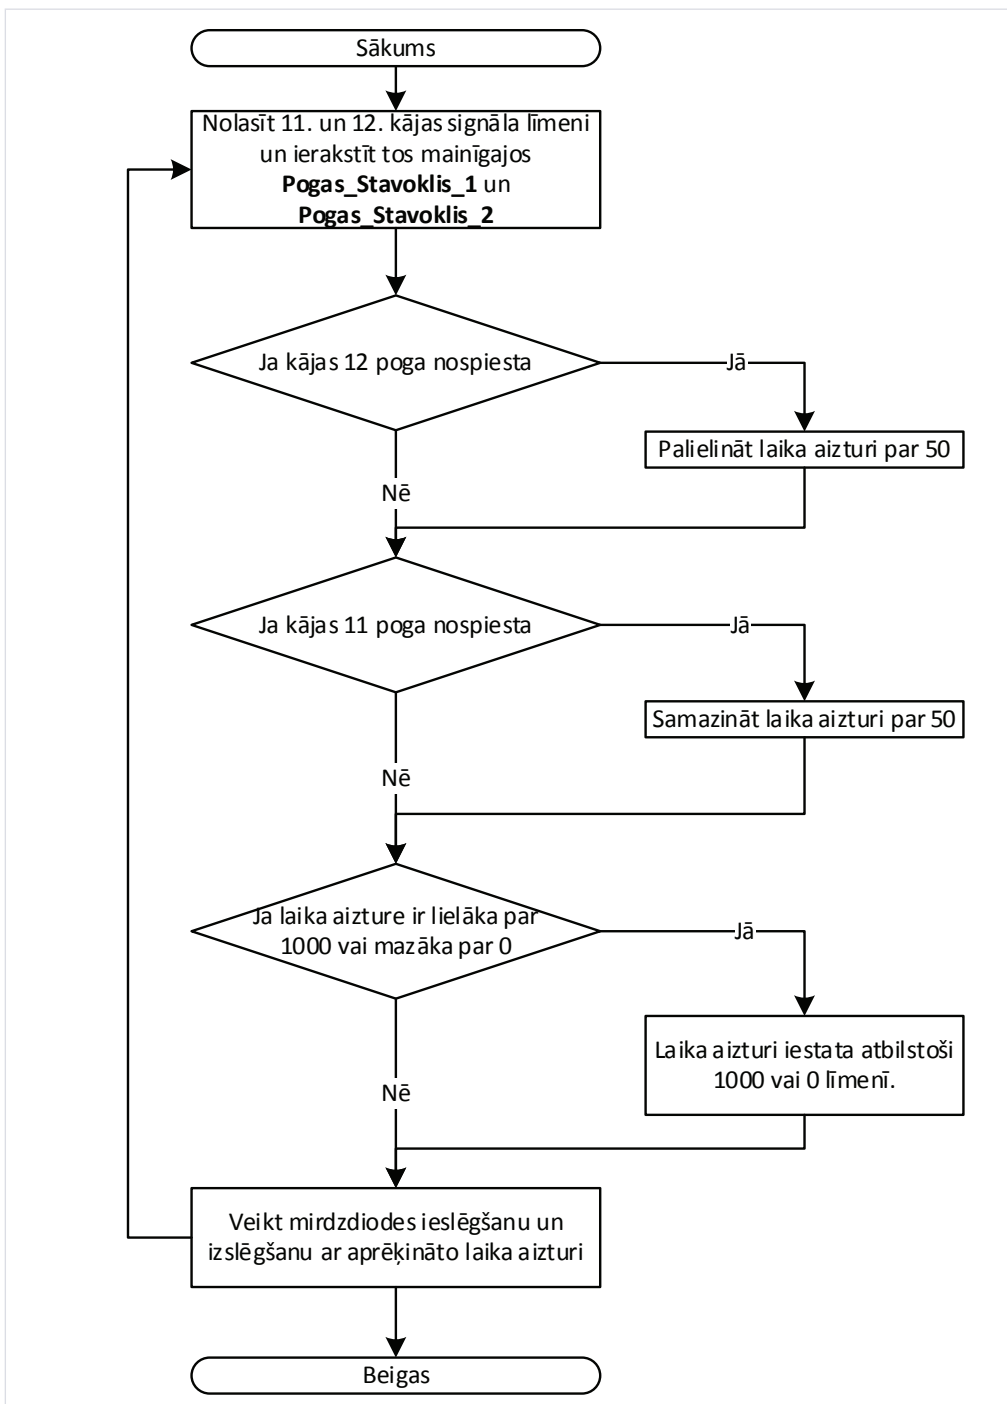 Sākums
Nolasīt 11. un 12. kājas signāla līmeni
un ierakstīt tos mainīgajos
Pogas_Stavoklis_1 un
Pogas_Stavoklis_2
Ja kājas 12 poga nospiesta
Jā
Palielināt laika aizturi par 50
Nē
Ja kājas 11 poga nospiesta
Jā
Samazināt laika aizturi par 50
Nē
Ja laika aizture ir lielāka par
1000 vai mazāka par 0
Jā
Laika aizturi iestata atbilstoši
1000 vai 0 līmenī.
Nē
Veikt mirdzdiodes ieslēgšanu un
izslēgšanu ar aprēķināto laika aizturi
Beigas